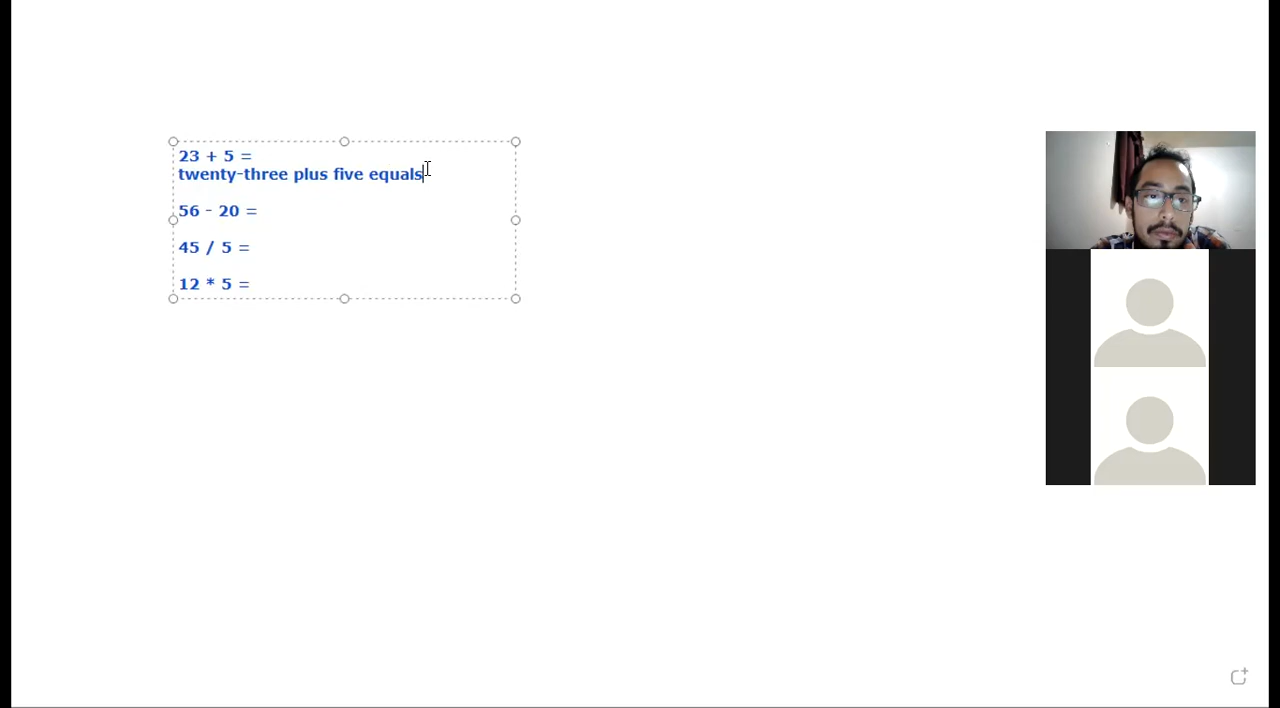 23 + 5 =
twenty-three plus five equals
56 - 20 =
45 / 5 =
12 * 5 =